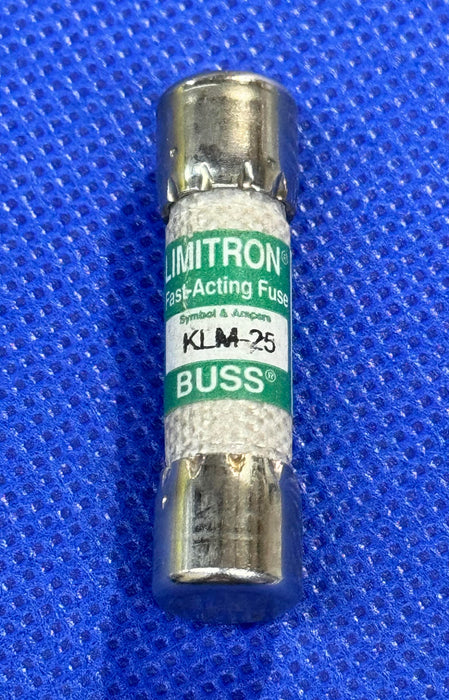 LIMITRON®
Fast-Acting Fuse
Symbol & Ampere
KLM-25
BUSS®